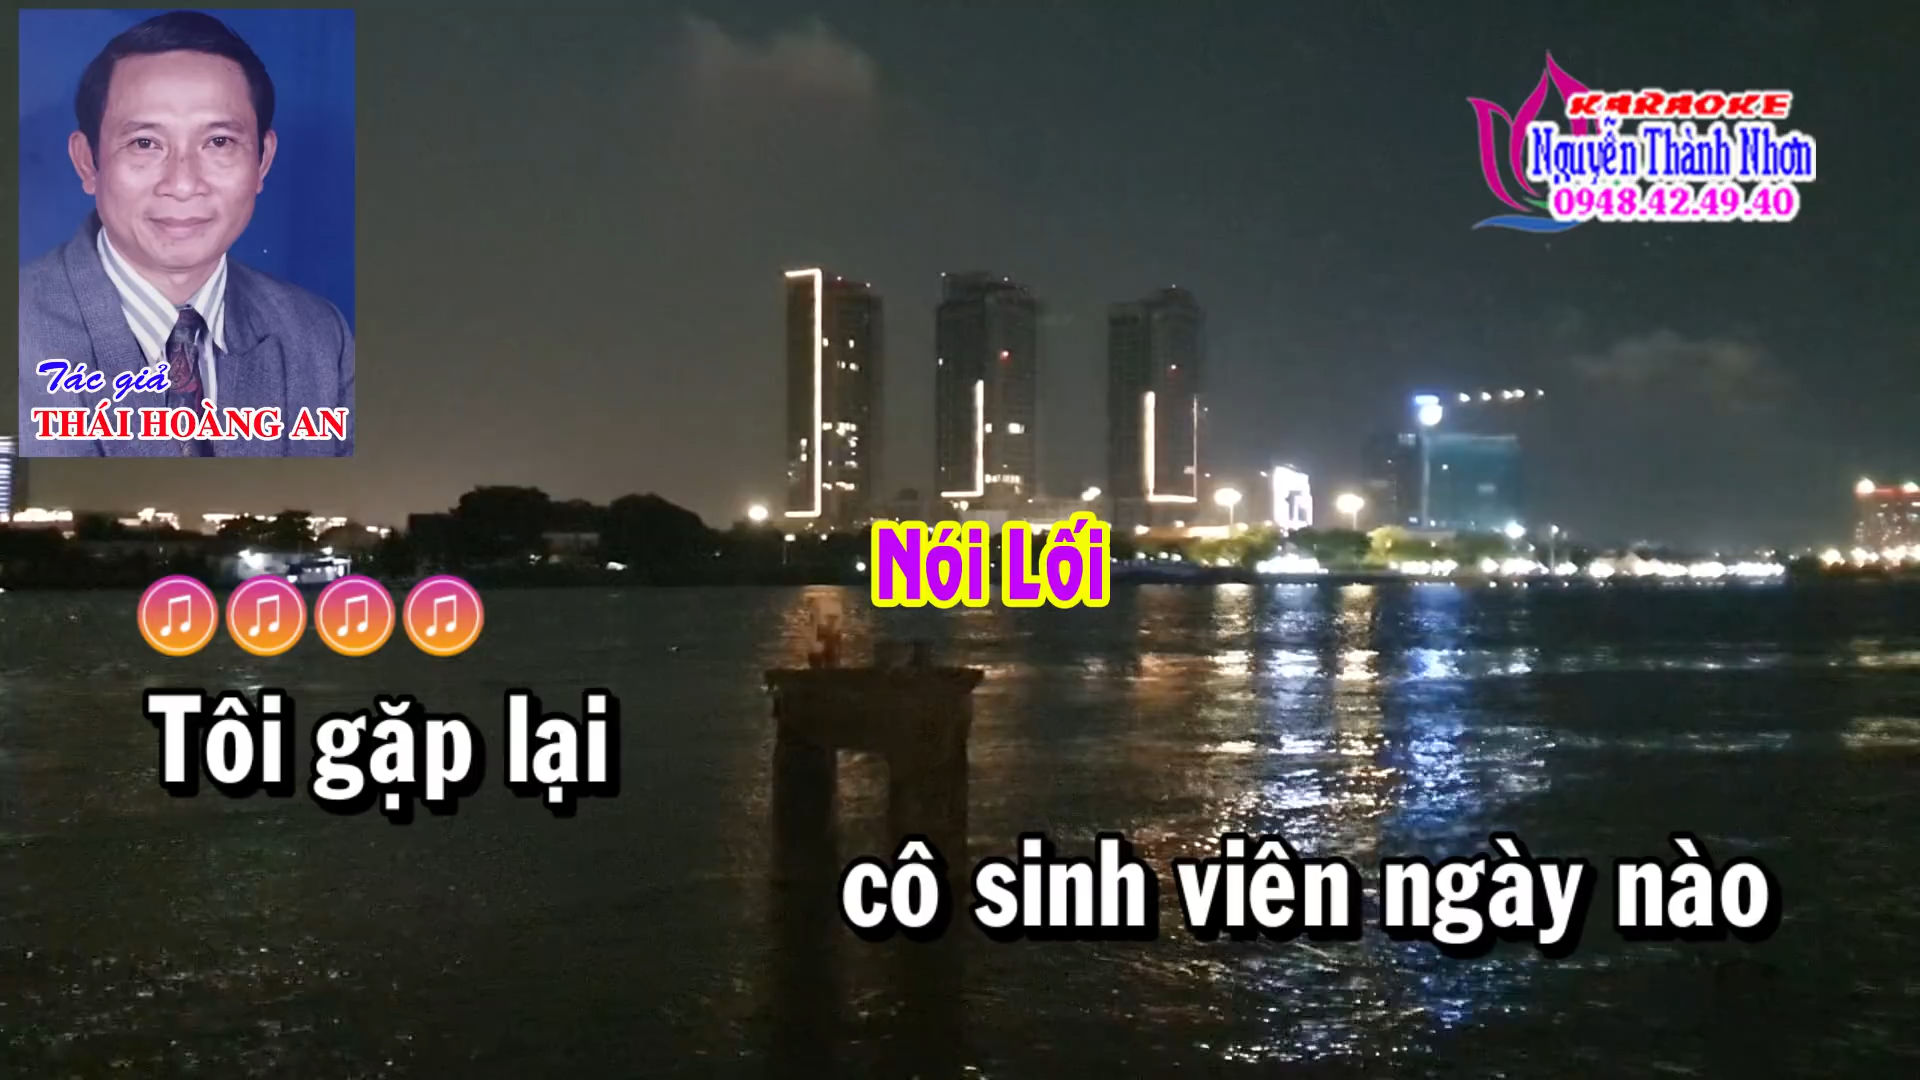 Tác giả
THÁI HOÀNG AN
KARAOKE
Nguyễn Thành Nhơn
0948.42.49.40
Nói Lối
Tôi gặp lại
cô sinh viên ngày nào